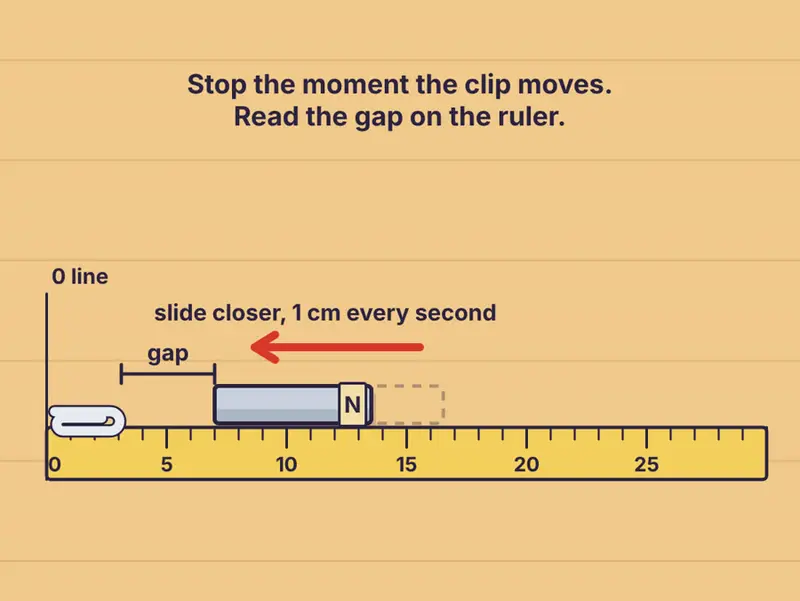 Stop the moment the clip moves.
Read the gap on the ruler.
0 line
slide closer, 1 cm every second
gap
N
0 5 10 15 20 25